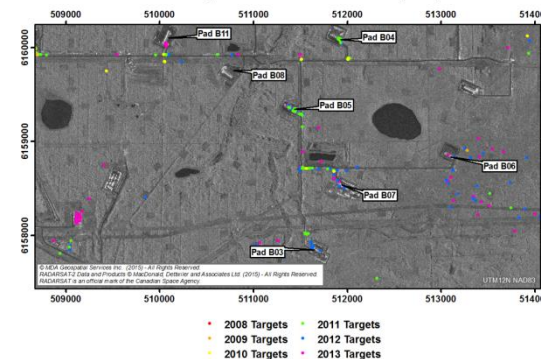 509000 510000 511000 512000 513000 514000
6160000
6159000
6158000
Pad B11
Pad B04
Pad B08
Pad B05
Pad B06
Pad B07
Pad B03
© MDA Geospatial Services Inc. (2015) - All Rights Reserved.
RADARSAT-2 Data and Products © MacDonald, Dettwiler and Associates Ltd. (2015) - All Rights Reserved.
RADARSAT is an official mark of the Canadian Space Agency.
UTM12N NAD83
509000 510000 511000 512000 513000 514000
2008 Targets 2011 Targets
2009 Targets 2012 Targets
2010 Targets 2013 Targets